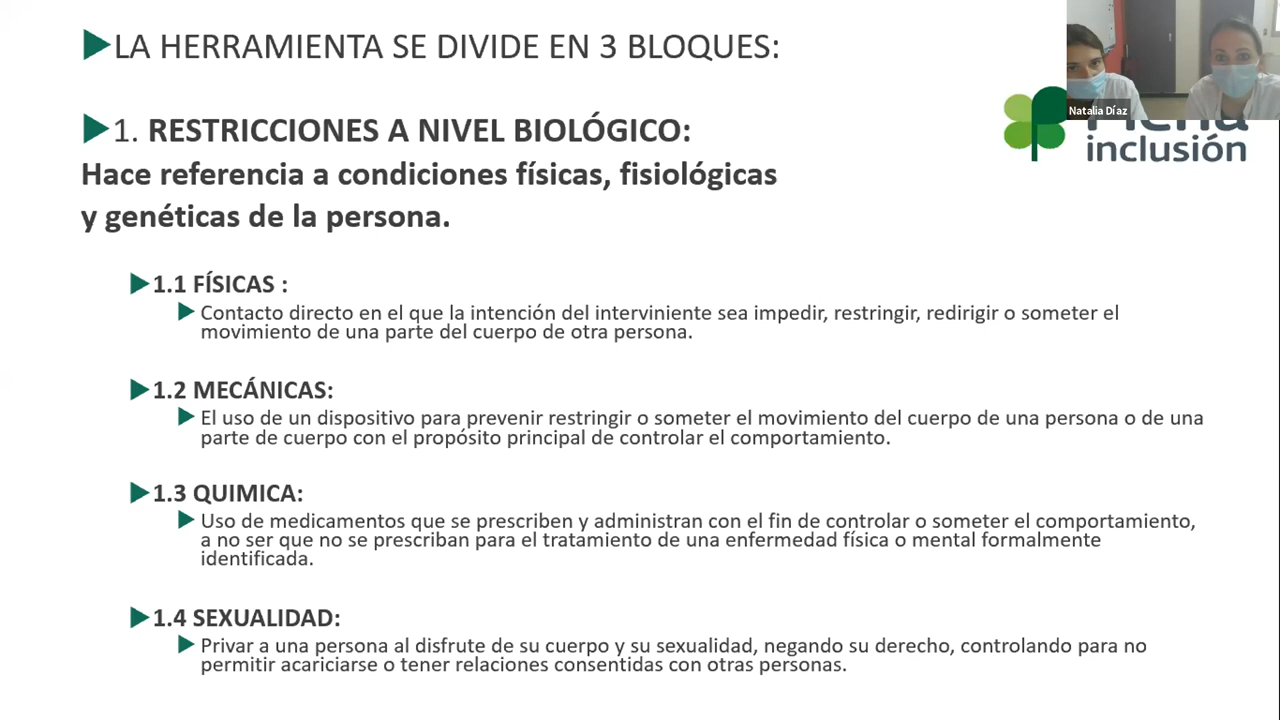 LA HERRAMIENTA SE DIVIDE EN 3 BLOQUES:
1. RESTRICCIONES A NIVEL BIOLÓGICO:
Hace referencia a condiciones físicas, fisiológicas
y genéticas de la persona.
Natalia Díaz
inclusión
1.1 FÍSICAS :
Contacto directo en el que la intención del interviniente sea impedir, restringir, redirigir o someter el
movimiento de una parte del cuerpo de otra persona.
1.2 MECÁNICAS:
El uso de un dispositivo para prevenir restringir o someter el movimiento del cuerpo de una persona o de una
parte de cuerpo con el propósito principal de controlar el comportamiento.
1.3 QUIMICA:
Uso de medicamentos que se prescriben y administran con el fin de controlar o someter el comportamiento,
a no ser que no se prescriban para el tratamiento de una enfermedad física o mental formalmente
identificada.
1.4 SEXUALIDAD:
Privar a una persona al disfrute de su cuerpo y su sexualidad, negando su derecho, controlando para no
permitir acariciarse o tener relaciones consentidas con otras personas.